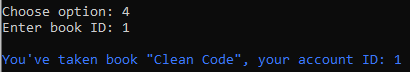 Choose option: 4
Enter book ID: 1
You've taken book "Clean Code", your account ID: 1